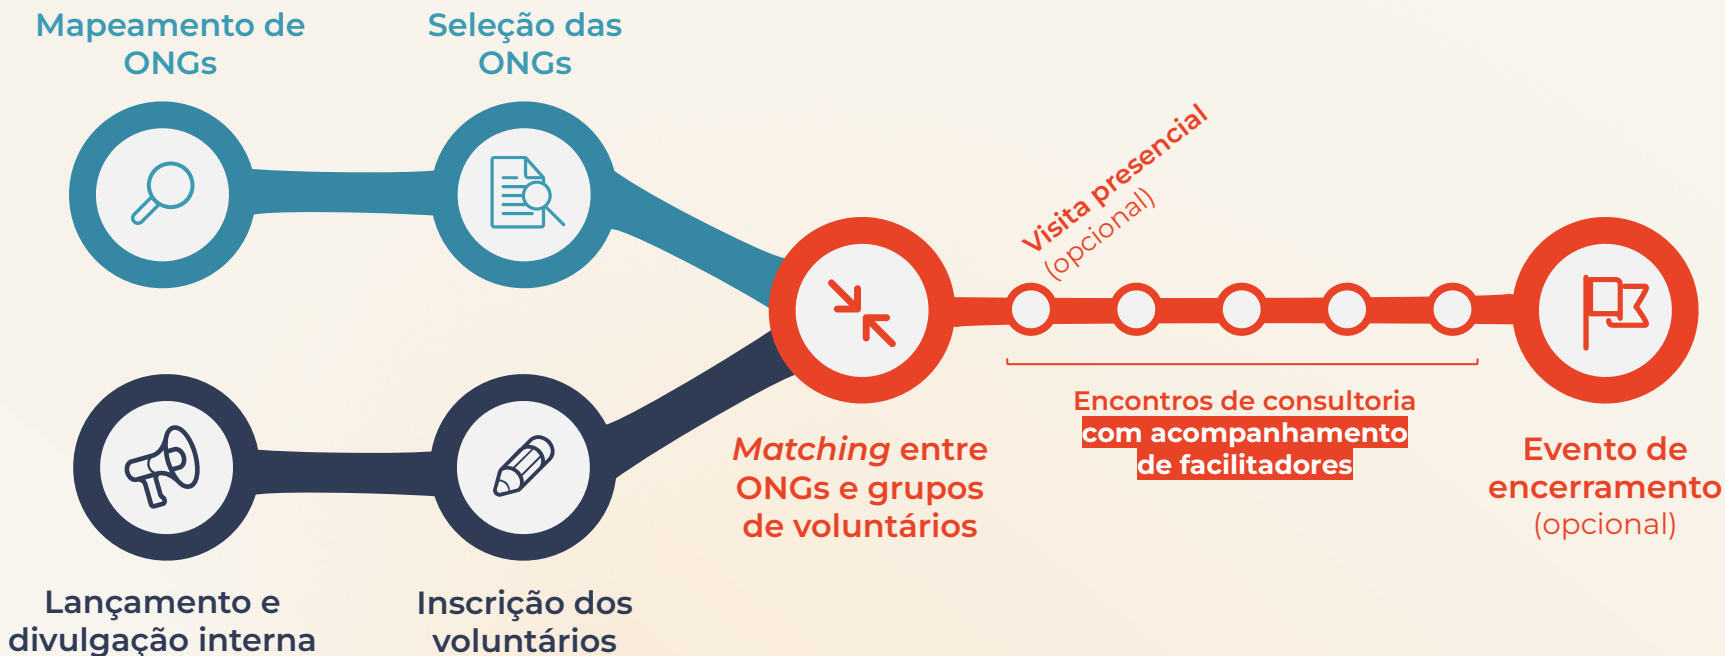 Mapeamento de
ONGs
Seleção das
ONGs
Lançamento e
divulgação interna
Inscrição dos
voluntários
Matching entre
ONGs e grupos
de voluntários
Visita presencial
(opcional)
Encontros de consultoria
com acompanhamento
de facilitadores
Evento de
encerramento
(opcional)